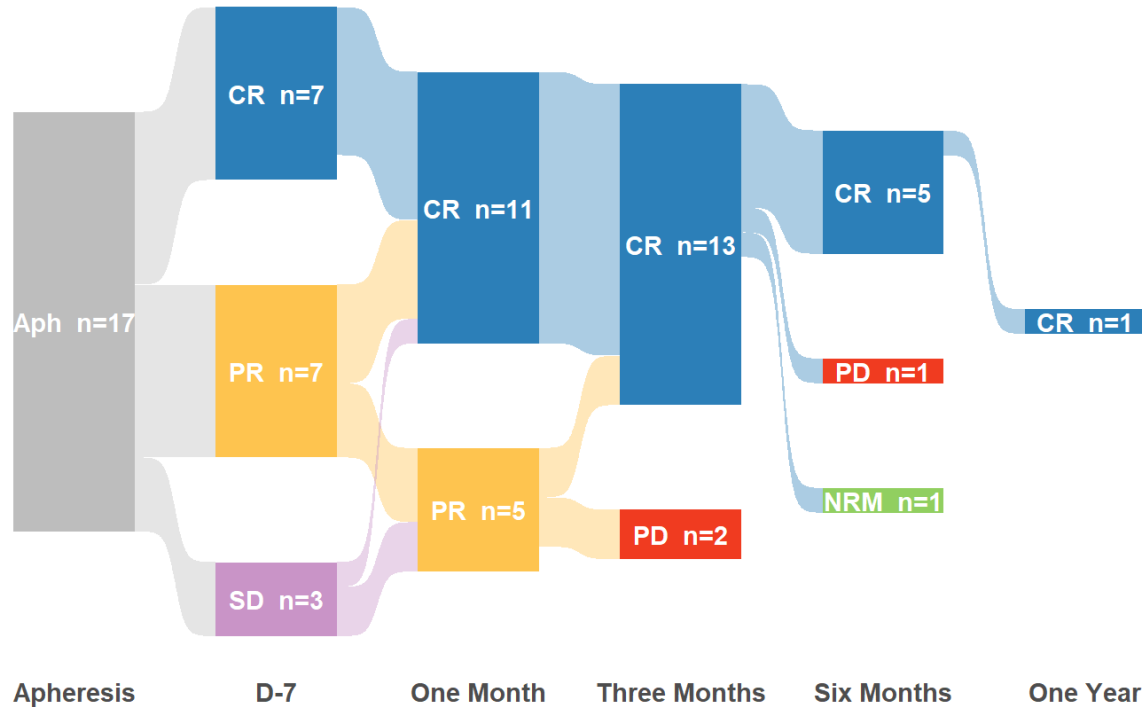 CR n=7
CR n=11
CR n=13
CR n=5
Aph n=17
CR n=1
PR n=7
PD n=1
NRM n=1
PR n=5
PD n=2
SD n=3
Apheresis D-7 One Month Three Months Six Months One Year